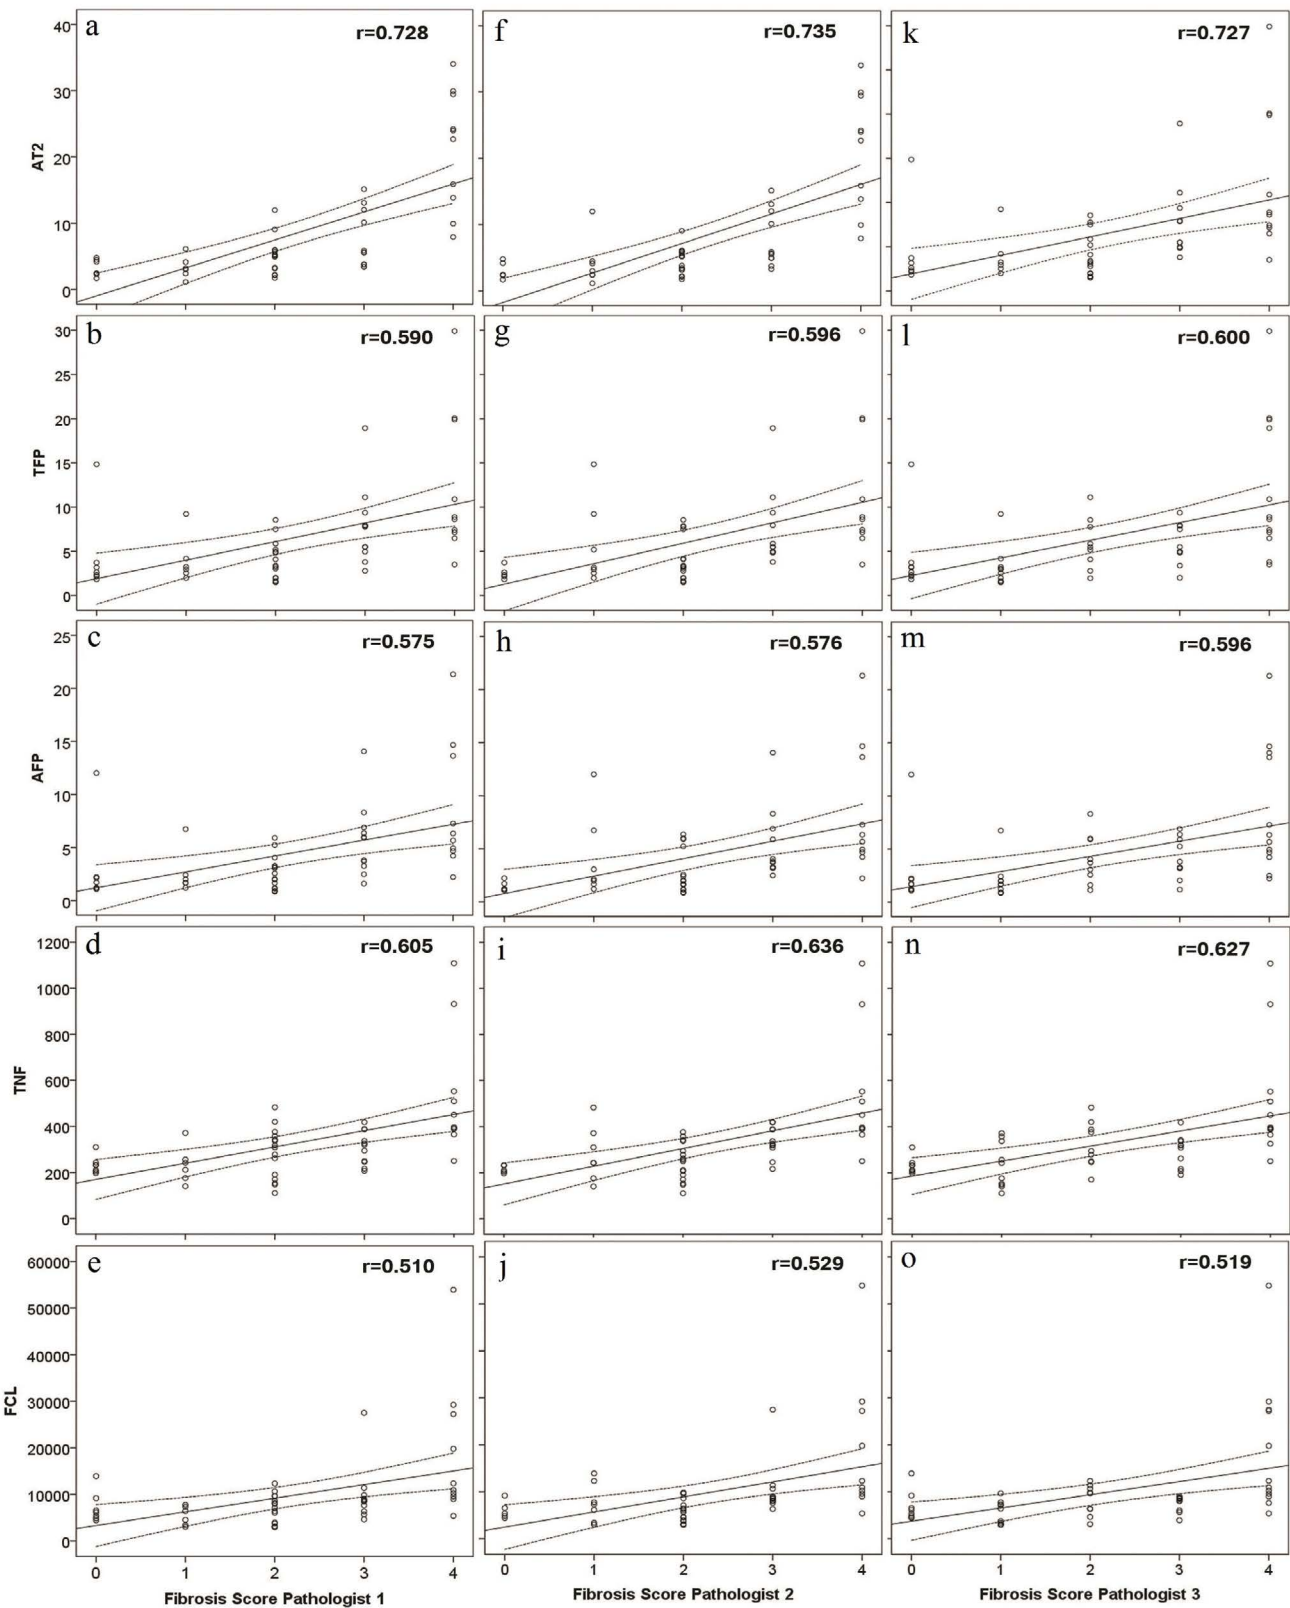 a
r=0.728
f
r=0.735
k
r=0.727
AT2
40
30
20
10
0
b
r=0.590
g
r=0.596
l
r=0.600
TFP
30
25
20
15
10
5
0
c
r=0.575
h
r=0.576
m
r=0.596
AFP
25
20
15
10
5
0
d
r=0.605
i
r=0.636
n
r=0.627
TNF
1200
1000
800
600
400
200
0
e
r=0.510
j
r=0.529
o
r=0.519
FCL
60000
50000
40000
30000
20000
10000
0
0 1 2 3 4
0 1 2 3 4
0 1 2 3 4
Fibrosis Score Pathologist 1
Fibrosis Score Pathologist 2
Fibrosis Score Pathologist 3